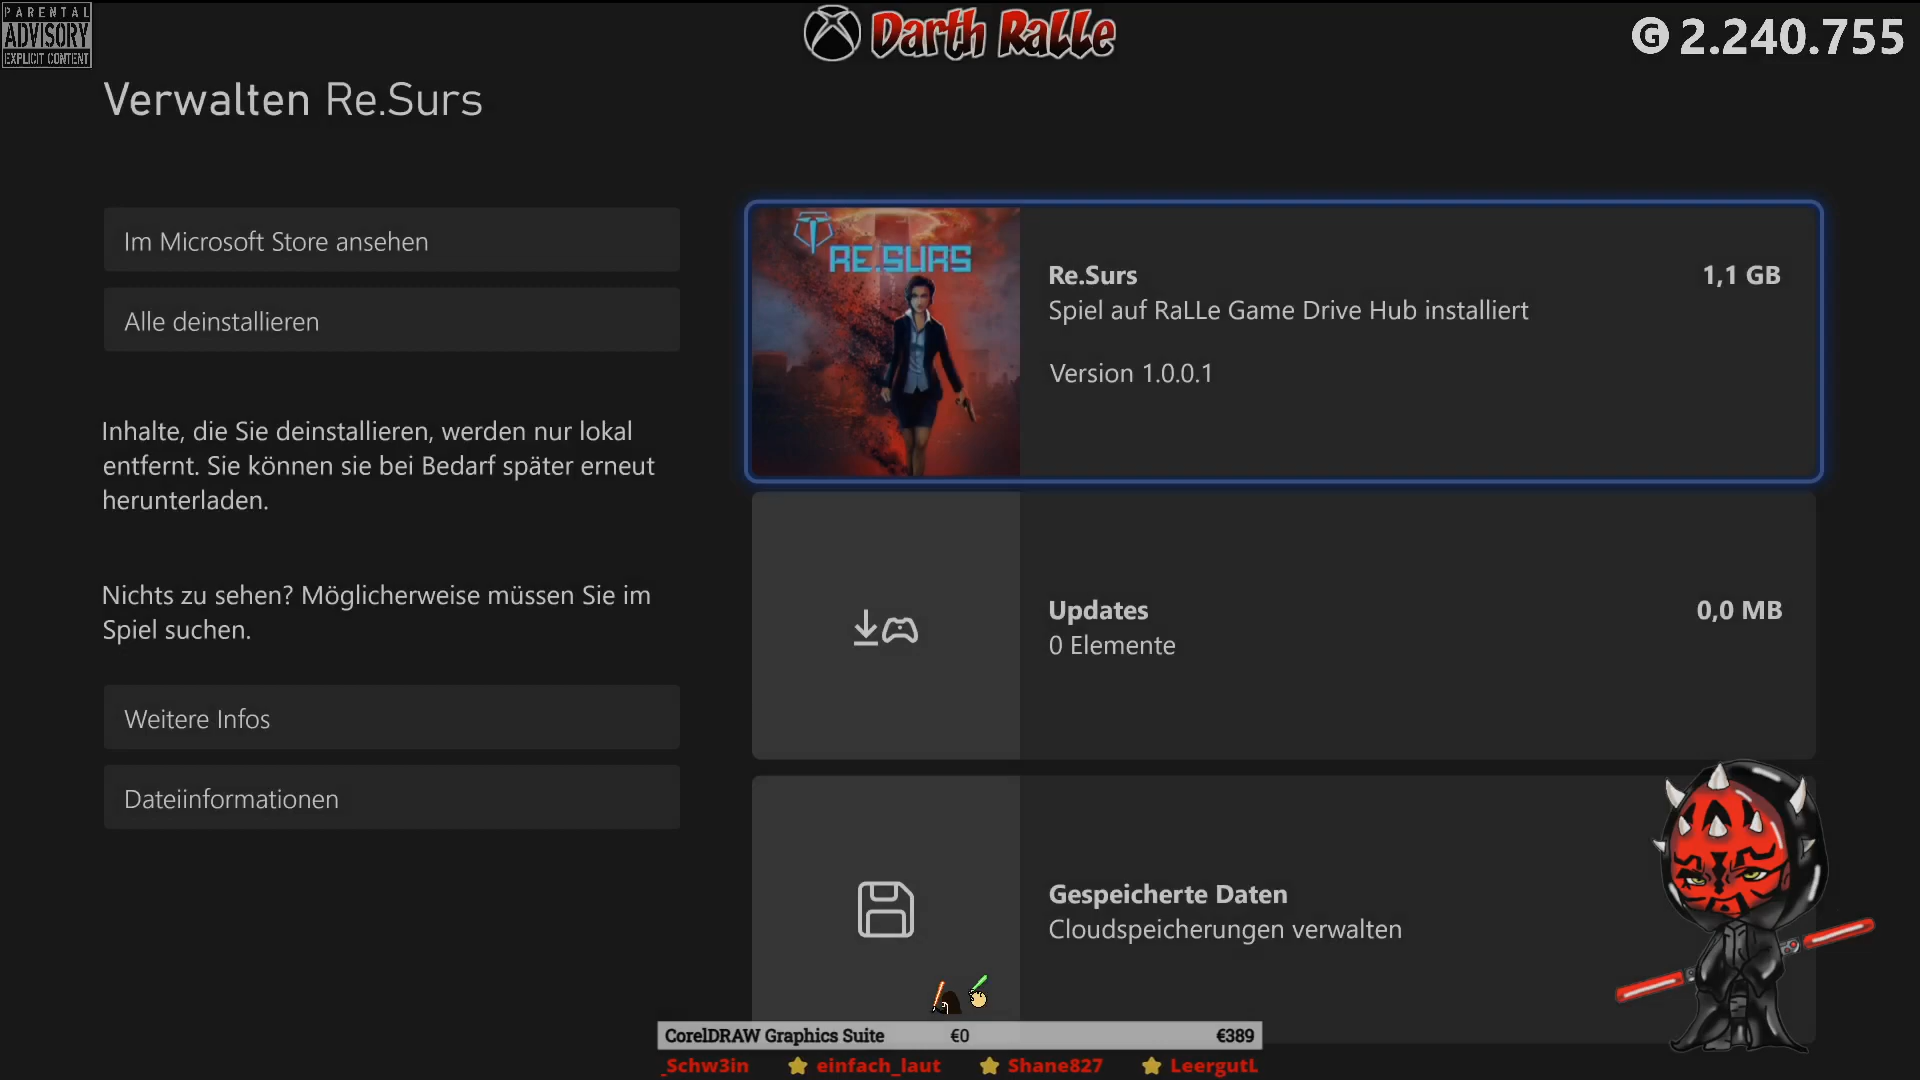 PARENTAL
ADVISORY
EXPLICIT CONTENT
Darth RaLLe
G 2.240.755
Verwalten Re.Surs
Im Microsoft Store ansehen
Alle deinstallieren
Inhalte, die Sie deinstallieren, werden nur lokal
entfernt. Sie können sie bei Bedarf später erneut
herunterladen.
Nichts zu sehen? Möglicherweise müssen Sie im
Spiel suchen.
Weitere Infos
Dateiinformationen
RE.SURS
Re.Surs
1,1 GB
Spiel auf RaLLe Game Drive Hub installiert
Version 1.0.0.1
Updates
0,0 MB
0 Elemente
Gespeicherte Daten
Cloudspeicherungen verwalten
CorelDRAW Graphics Suite €0 €389
_Schw3in einfach_laut Shane827 LeergutL